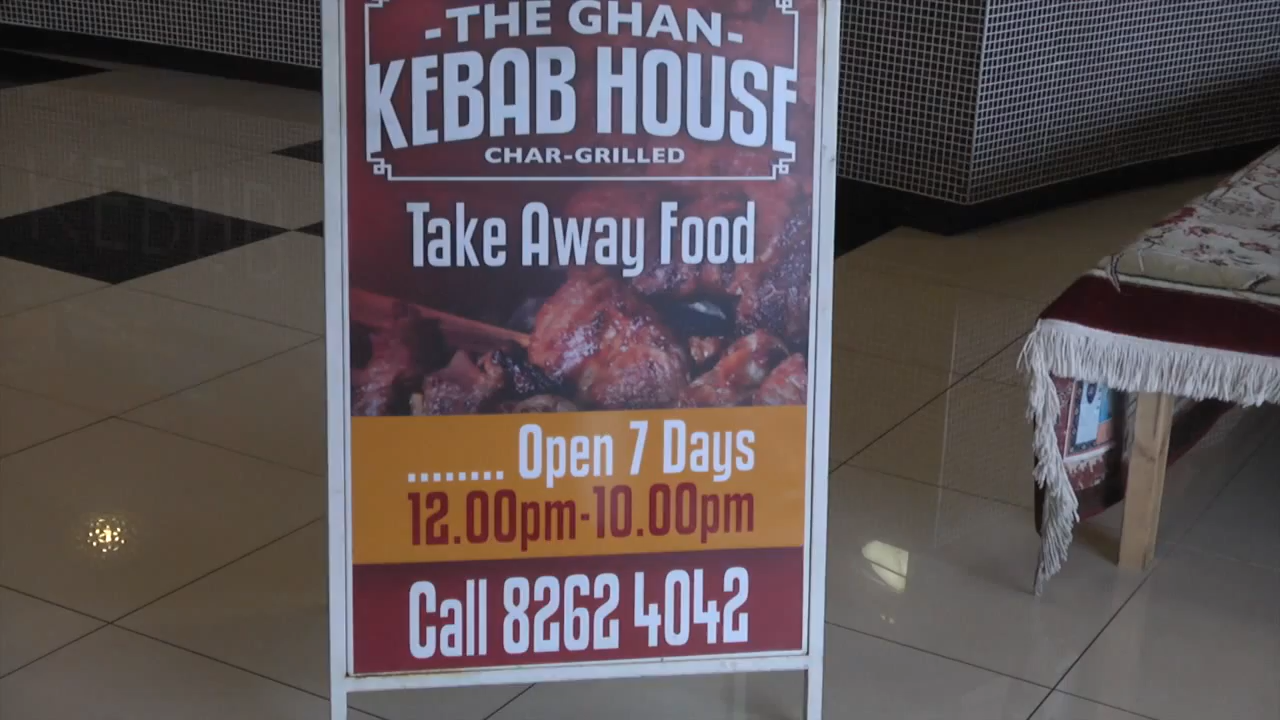 -THE GHAN-
KEBAB HOUSE
CHAR-GRILLED
Take Away Food
........ Open 7 Days
12.00pm-10.00pm
Call 8262 4042